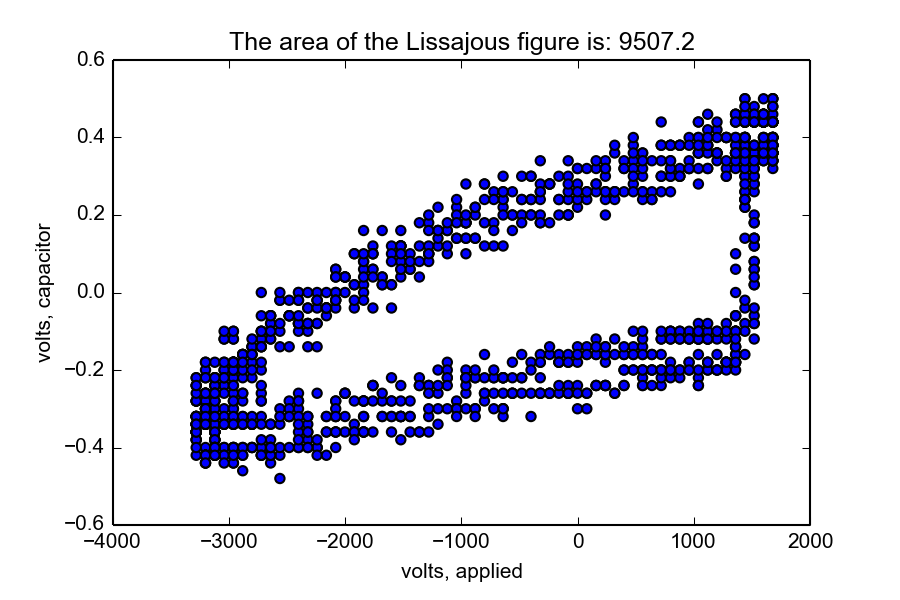 The area of the Lissajous figure is: 9507.2
0.6
0.4
0.2
0.0
−0.2
−0.4
−0.6
volts, capacitor
−4000 −3000 −2000 −1000 0 1000 2000
volts, applied